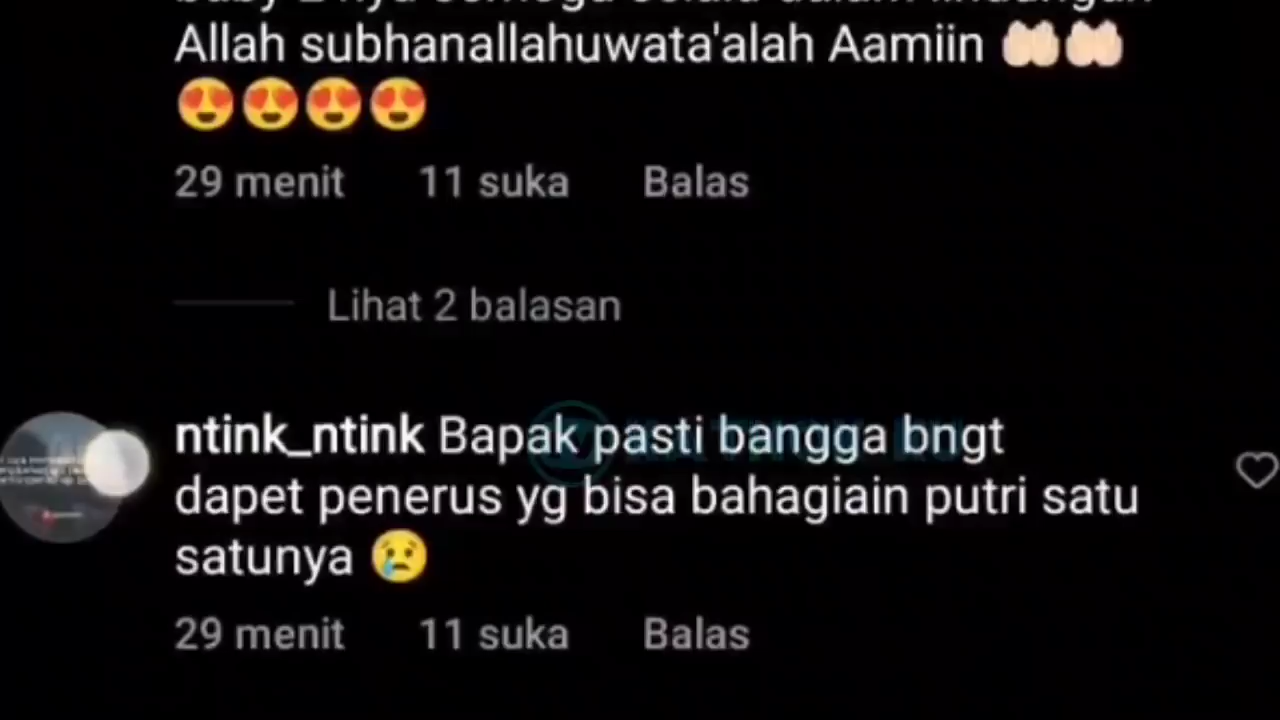 Allah subhanallahuwata'alah Aamiin 🤲🏻🤲🏻
😍😍😍😍
29 menit 11 suka Balas
Lihat 2 balasan
ntink_ntink Bapak pasti bangga bngt
dapet penerus yg bisa bahagiain putri satu
satunya 😢
29 menit 11 suka Balas